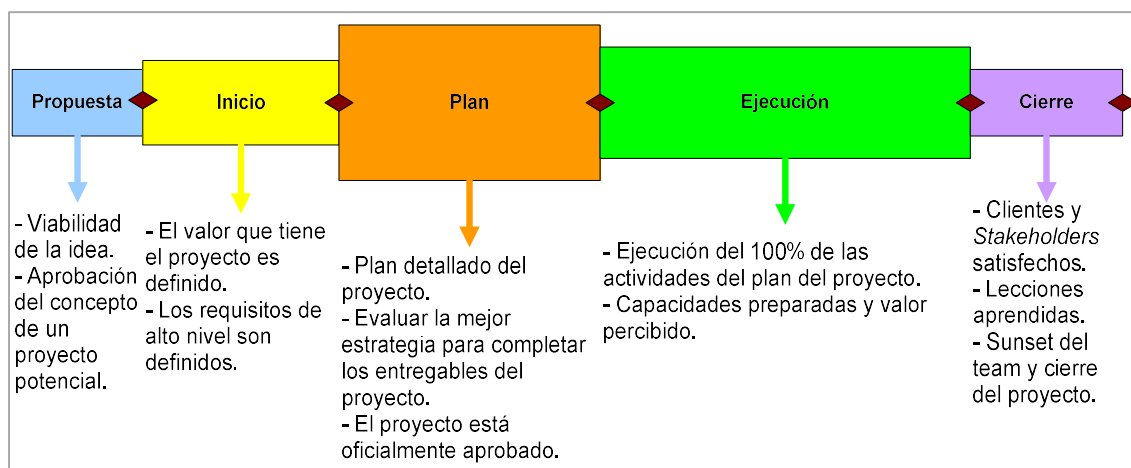 Propuesta
Inicio
Plan
Ejecución
Cierre
- Viabilidad
de la idea.
- Aprobación
del concepto
de un
proyecto
potencial.
- El valor que tiene
el proyecto es
definido.
- Los requisitos de
alto nivel son
definidos.
- Plan detallado del
proyecto.
- Evaluar la mejor
estrategia para completar
los entregables del
proyecto.
- El proyecto está
oficialmente aprobado.
- Ejecución del 100% de las
actividades del plan del proyecto.
- Capacidades preparadas y valor
percibido.
- Clientes y
Stakeholders
satisfechos.
- Lecciones
aprendidas.
- Sunset del
team y cierre
del proyecto.